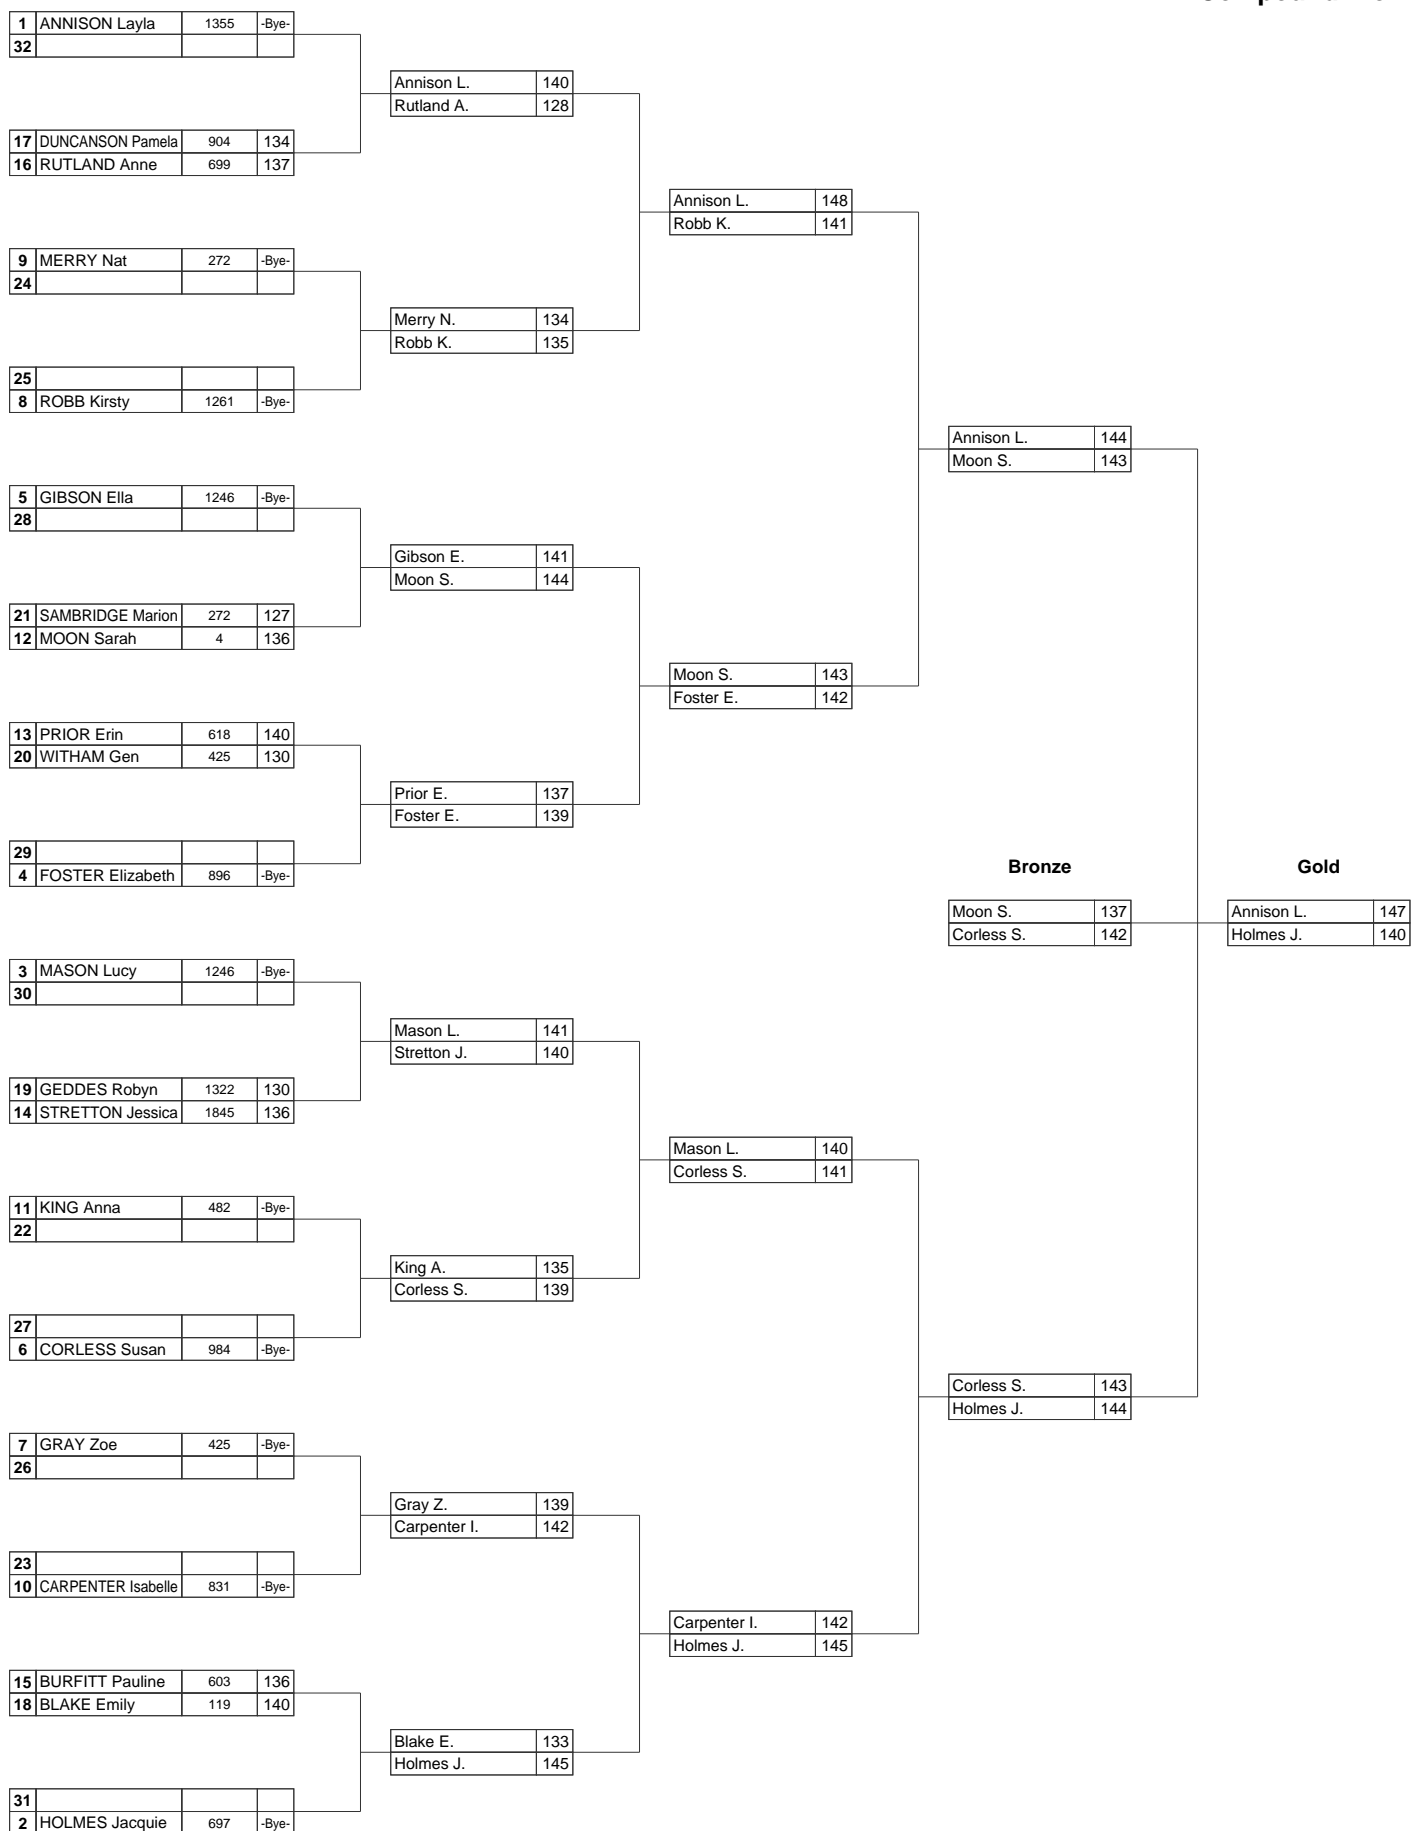 1 ANNISON Layla 1355 -Bye-
32
Annison L. 140
Rutland A. 128
17 DUNCANSON Pamela 904 134
16 RUTLAND Anne 699 137
Annison L. 148
Robb K. 141
9 MERRY Nat 272 -Bye-
24
Merry N. 134
Robb K. 135
25
8 ROBB Kirsty 1261 -Bye-
Annison L. 144
Moon S. 143
5 GIBSON Ella 1246 -Bye-
28
Gibson E. 141
Moon S. 144
21 SAMBRIDGE Marion 272 127
12 MOON Sarah 4 136
Moon S. 143
Foster E. 142
13 PRIOR Erin 618 140
20 WITHAM Gen 425 130
Prior E. 137
Foster E. 139
29
4 FOSTER Elizabeth 896 -Bye-
Bronze Gold
Moon S. 137 Annison L. 147
Corless S. 142 Holmes J. 140
3 MASON Lucy 1246 -Bye-
30
Mason L. 141
Stretton J. 140
19 GEDDES Robyn 1322 130
14 STRETTON Jessica 1845 136
Mason L. 140
Corless S. 141
11 KING Anna 482 -Bye-
22
King A. 135
Corless S. 139
27
6 CORLESS Susan 984 -Bye-
Corless S. 143
Holmes J. 144
7 GRAY Zoe 425 -Bye-
26
Gray Z. 139
Carpenter I. 142
23
10 CARPENTER Isabelle 831 -Bye-
Carpenter I. 142
Holmes J. 145
15 BURFITT Pauline 603 136
18 BLAKE Emily 119 140
Blake E. 133
Holmes J. 145
31
2 HOLMES Jacquie 697 -Bye-